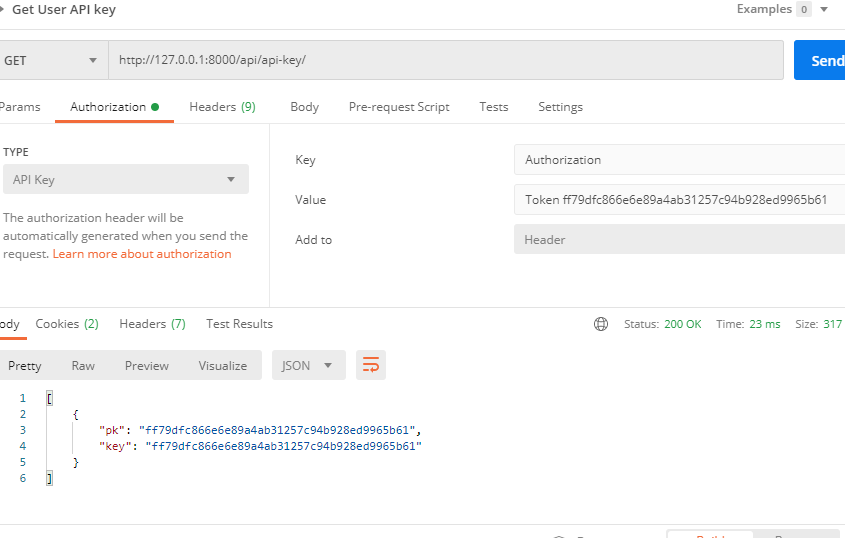 Get User API key
Examples 0
GET http://127.0.0.1:8000/api/api-key/ Send
Params Authorization Headers (9) Body Pre-request Script Tests Settings
TYPE
API Key
The authorization header will be
automatically generated when you send the
request. Learn more about authorization
Key Authorization
Value Token ff79dfc866e6e89a4ab31257c94b928ed9965b61
Add to Header
ody Cookies (2) Headers (7) Test Results
Status: 200 OK Time: 23 ms Size: 317
Pretty Raw Preview Visualize JSON
1 [
2 {
3 "pk": "ff79dfc866e6e89a4ab31257c94b928ed9965b61",
4 "key": "ff79dfc866e6e89a4ab31257c94b928ed9965b61"
5 }
6 ]